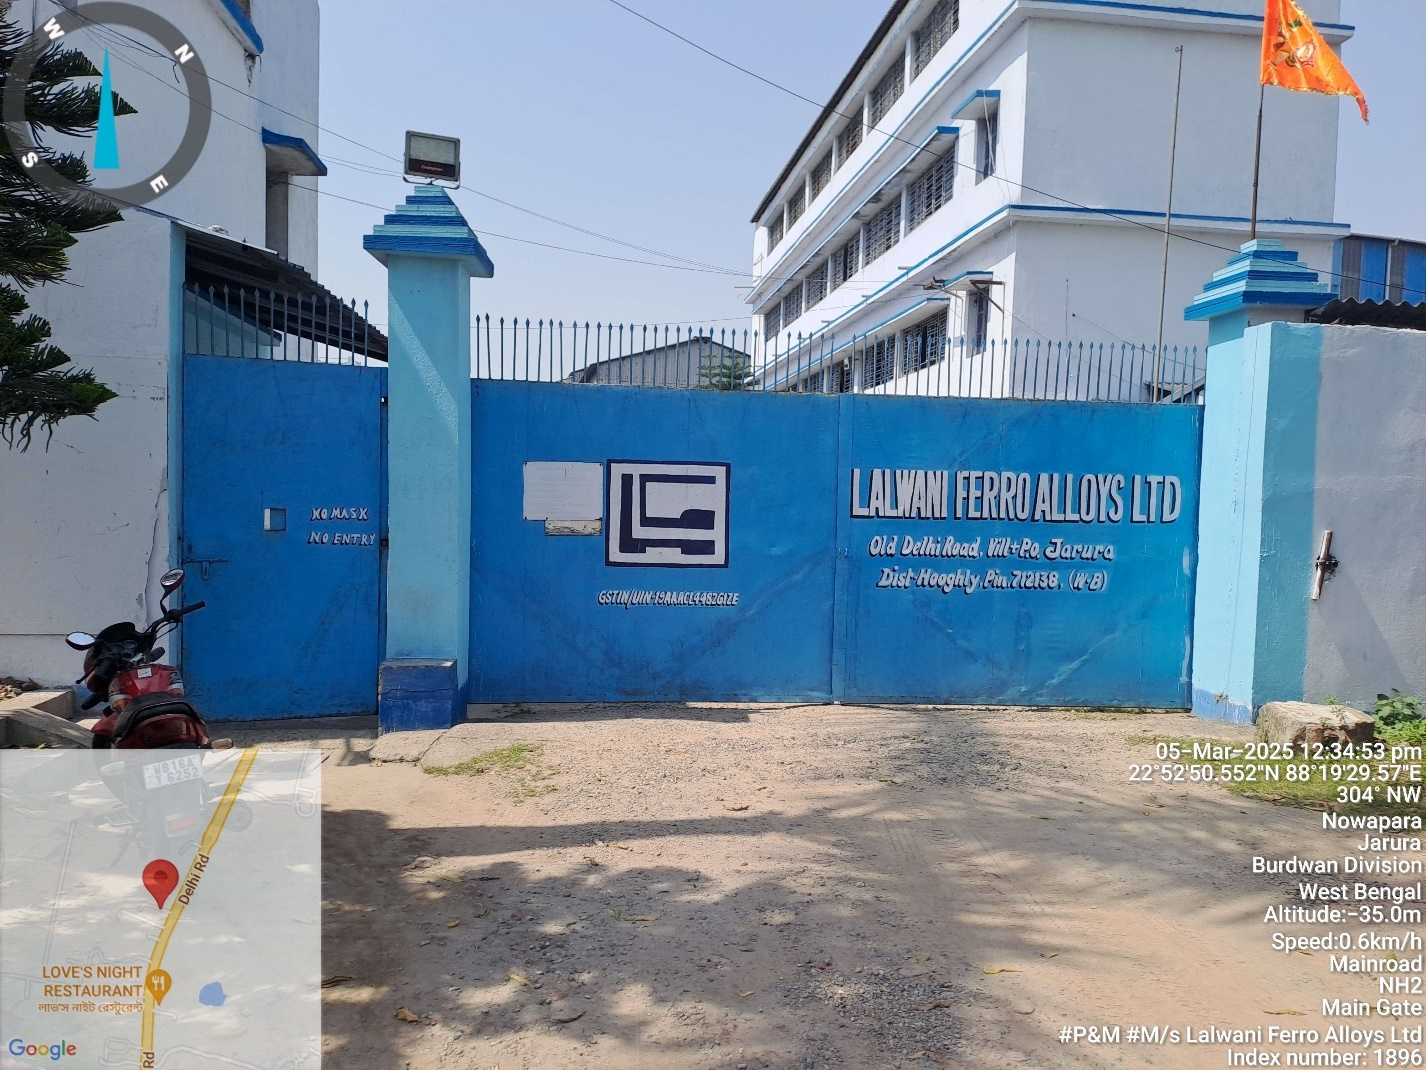 W
N
S
E
NO MASK
NO ENTRY
GSTIN/UIN-19AAACL4482G1ZE
LALWANI FERRO ALLOYS LTD
Old Delhi Road, Vill+P.o, Jarura
Dist-Hooghly, Pin.712138, (W-B)
WB16A
6252
Delhi Rd
LOVE'S NIGHT
RESTAURANT
লাভ'স নাইট রেস্টুরেন্ট
Rd
Google
05-Mar-2025 12:34:53 pm
22°52'50.552"N 88°19'29.57"E
304° NW
Nowapara
Jarura
Burdwan Division
West Bengal
Altitude:-35.0m
Speed:0.6km/h
Mainroad
NH2
Main Gate
#P&M #M/s Lalwani Ferro Alloys Ltd
Index number: 1896